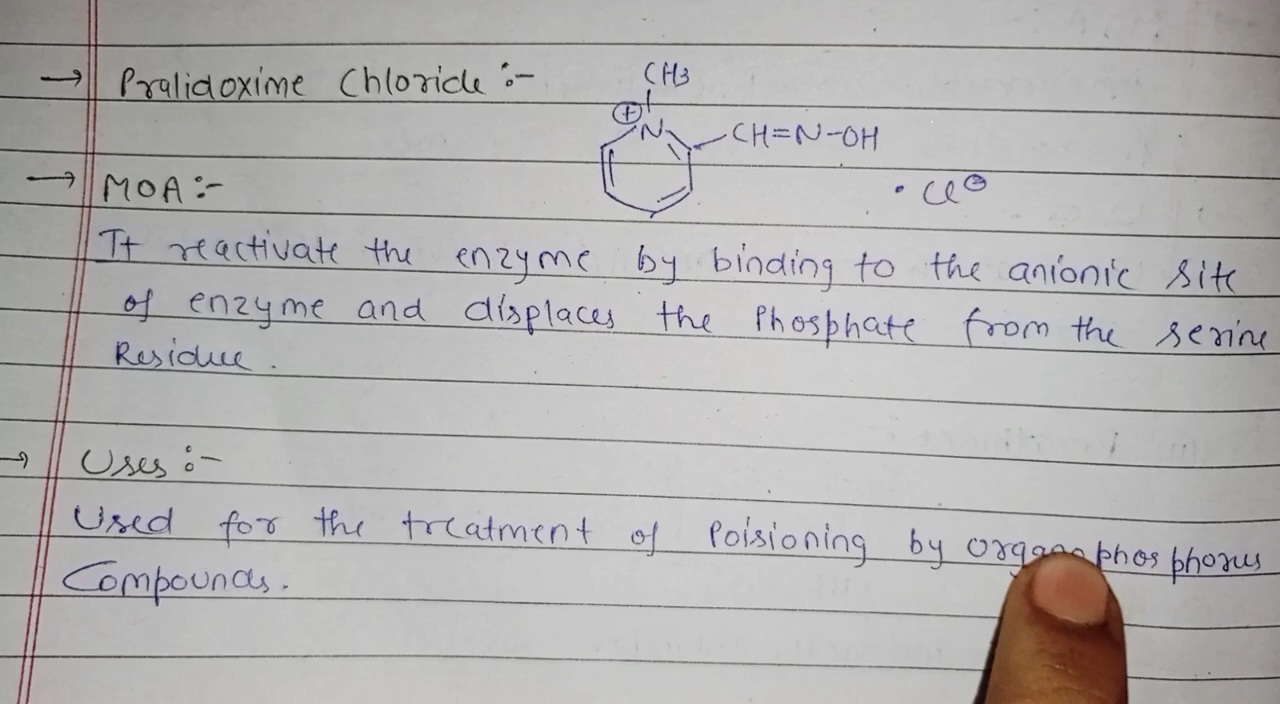 → Pralidoxime Chloride :-
CH3
⊕
N
CH=N-OH
• Cl⊖
→ MOA :-
It reactivate the enzyme by binding to the anionic site
of enzyme and displaces the Phosphate from the serine
Residue.
→ Uses :-
Used for the treatment of Poisioning by organophosphorus
Compounds.